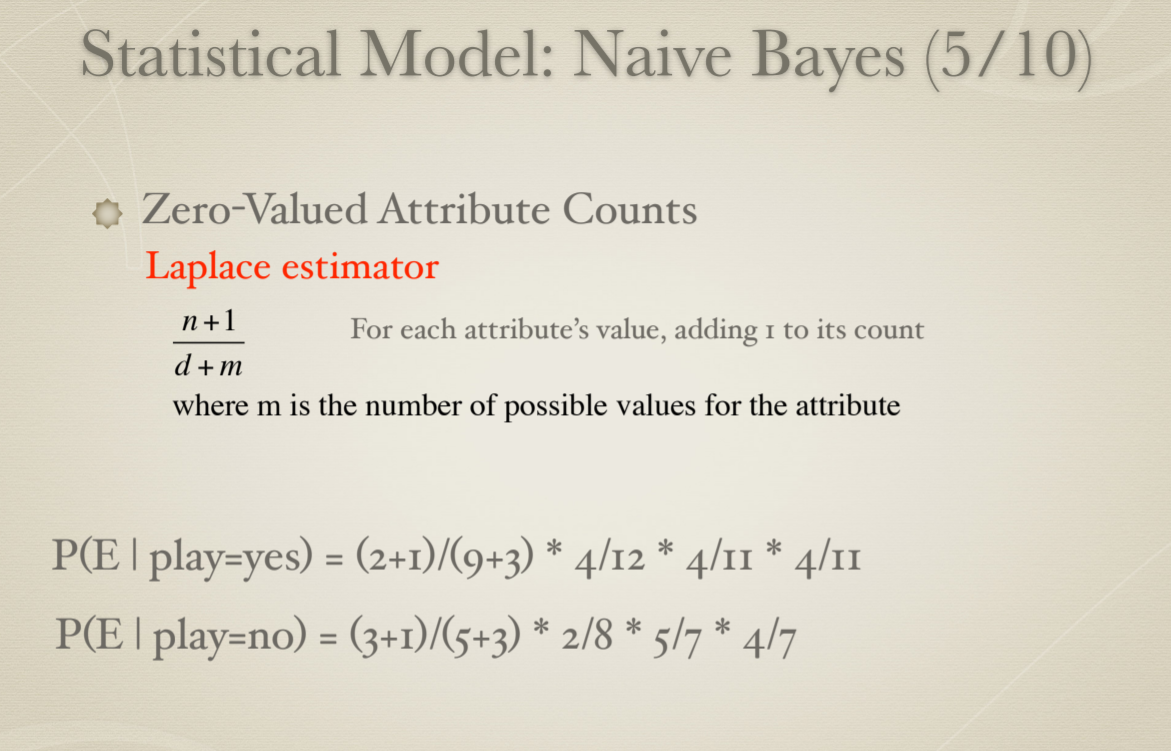 Statistical Model: Naive Bayes (5/10)
Zero-Valued Attribute Counts
Laplace estimator
n+1
d+m
For each attribute’s value, adding 1 to its count
where m is the number of possible values for the attribute
P(E | play=yes) = (2+1)/(9+3) * 4/12 * 4/11 * 4/11
P(E | play=no) = (3+1)/(5+3) * 2/8 * 5/7 * 4/7